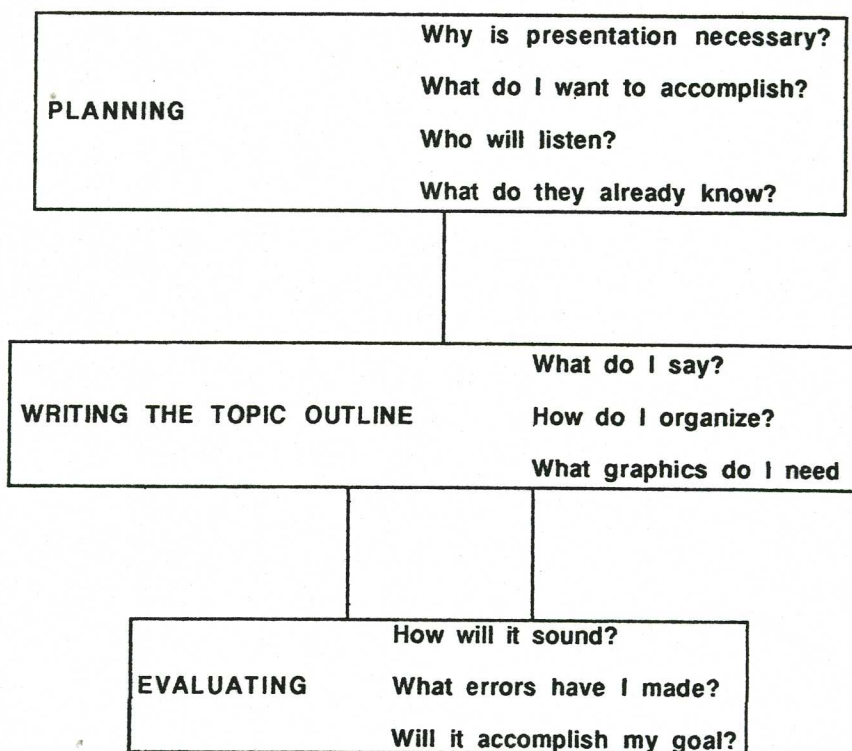 Why is presentation necessary?
What do I want to accomplish?
PLANNING
Who will listen?
What do they already know?
What do I say?
WRITING THE TOPIC OUTLINE
How do I organize?
What graphics do I need
How will it sound?
EVALUATING
What errors have I made?
Will it accomplish my goal?